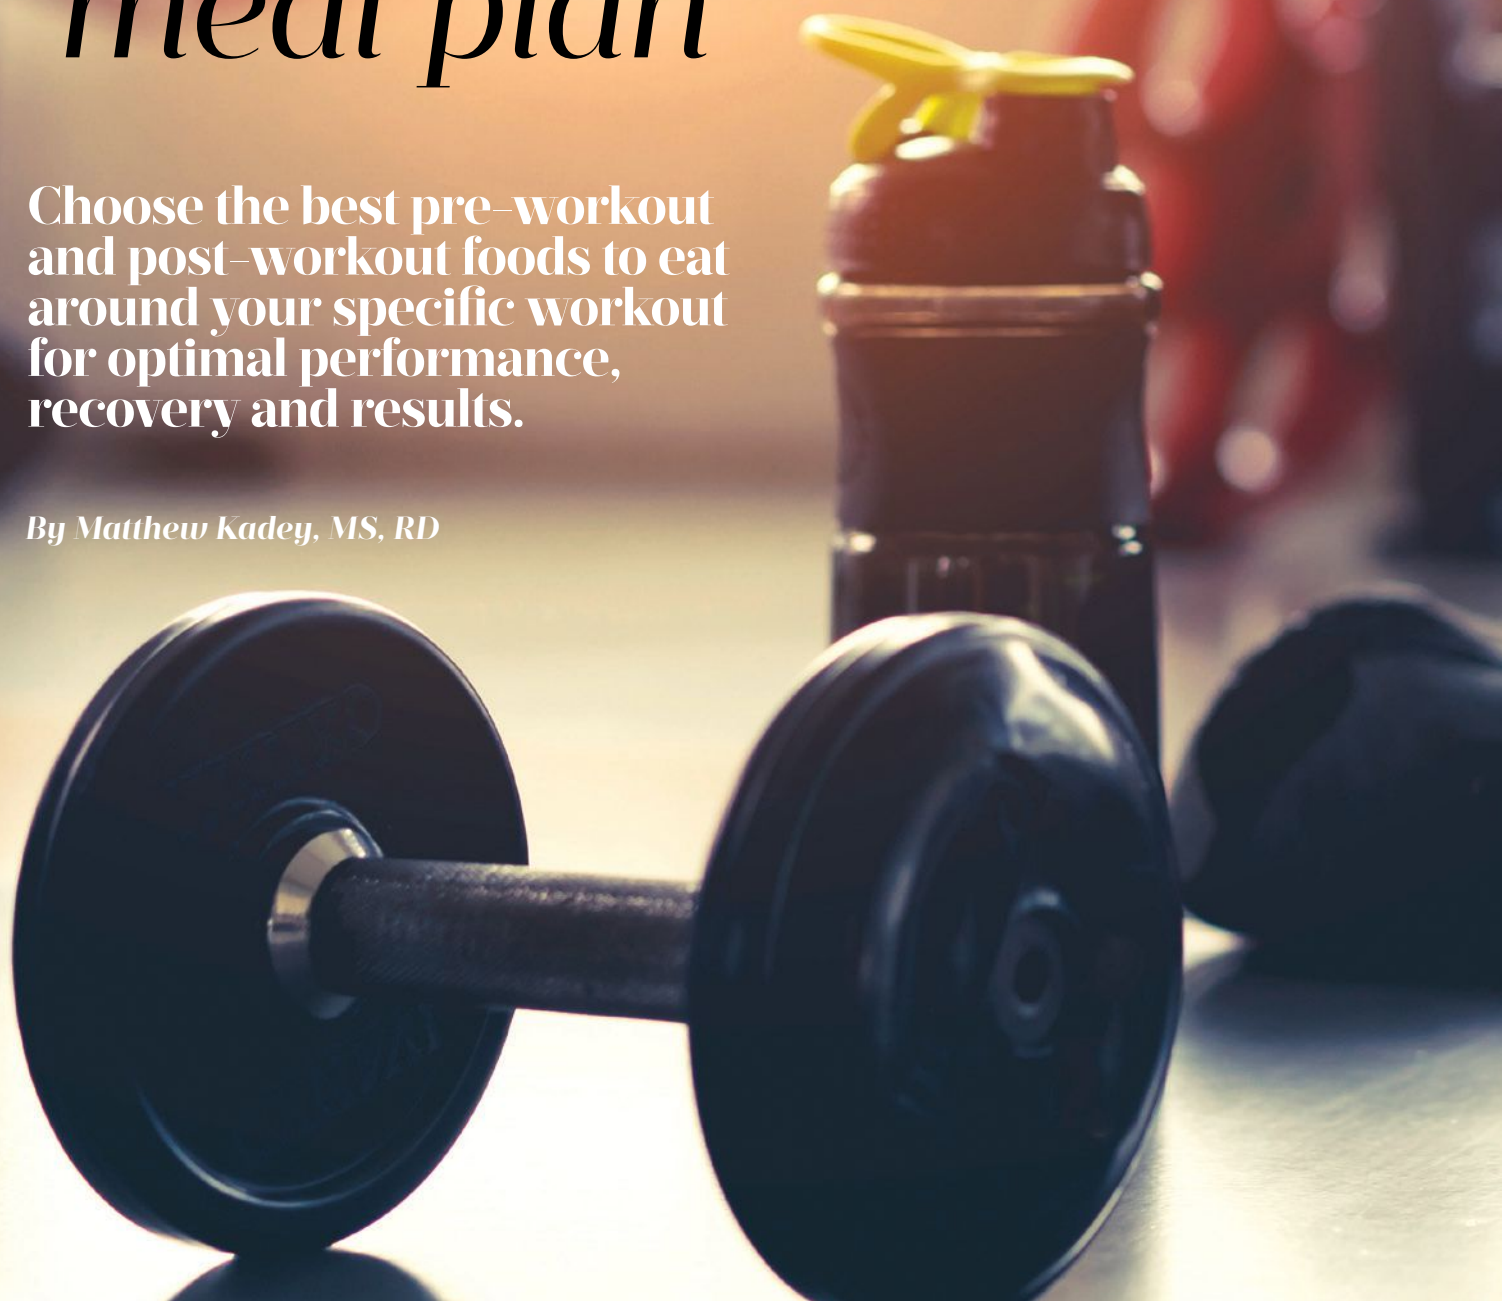 meal plan
Choose the best pre-workout
and post-workout foods to eat
around your specific workout
for optimal performance,
recovery and results.
By Matthew Kadey, MS, RD